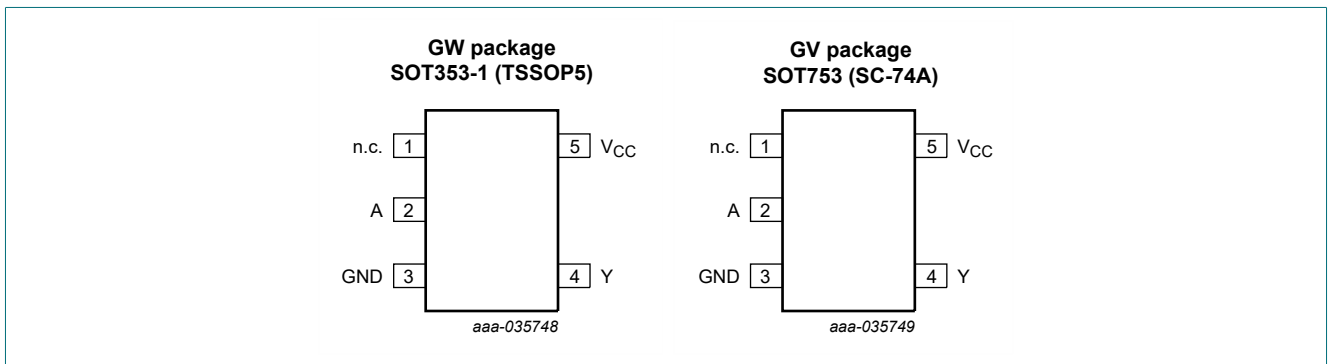 GW package
SOT353-1 (TSSOP5)
n.c. 1
5 VCC
A 2
GND 3
4 Y
aaa-035748
GV package
SOT753 (SC-74A)
n.c. 1
5 VCC
A 2
GND 3
4 Y
aaa-035749